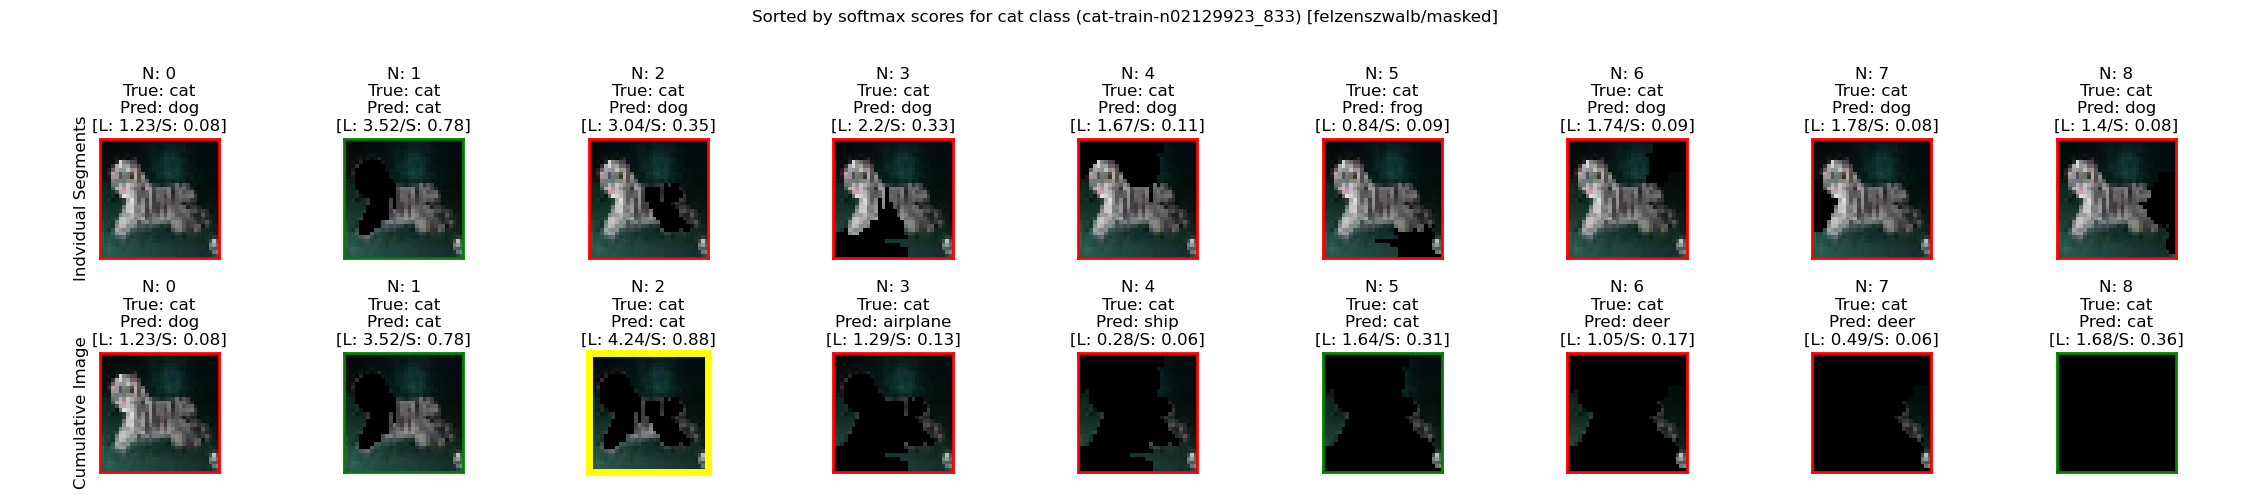 Sorted by softmax scores for cat class (cat-train-n02129923_833) [felzenszwalb/masked]
Indvidual Segments
N: 0
True: cat
Pred: dog
[L: 1.23/S: 0.08]
N: 1
True: cat
Pred: cat
[L: 3.52/S: 0.78]
N: 2
True: cat
Pred: dog
[L: 3.04/S: 0.35]
N: 3
True: cat
Pred: dog
[L: 2.2/S: 0.33]
N: 4
True: cat
Pred: dog
[L: 1.67/S: 0.11]
N: 5
True: cat
Pred: frog
[L: 0.84/S: 0.09]
N: 6
True: cat
Pred: dog
[L: 1.74/S: 0.09]
N: 7
True: cat
Pred: dog
[L: 1.78/S: 0.08]
N: 8
True: cat
Pred: dog
[L: 1.4/S: 0.08]
Cumulative Image
N: 0
True: cat
Pred: dog
[L: 1.23/S: 0.08]
N: 1
True: cat
Pred: cat
[L: 3.52/S: 0.78]
N: 2
True: cat
Pred: cat
[L: 4.24/S: 0.88]
N: 3
True: cat
Pred: airplane
[L: 1.29/S: 0.13]
N: 4
True: cat
Pred: ship
[L: 0.28/S: 0.06]
N: 5
True: cat
Pred: cat
[L: 1.64/S: 0.31]
N: 6
True: cat
Pred: deer
[L: 1.05/S: 0.17]
N: 7
True: cat
Pred: deer
[L: 0.49/S: 0.06]
N: 8
True: cat
Pred: cat
[L: 1.68/S: 0.36]